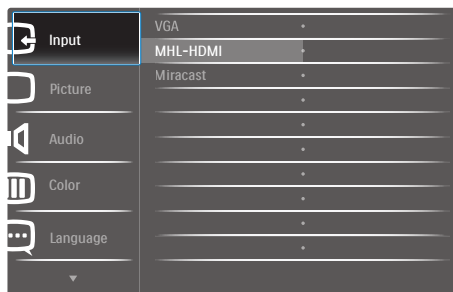 Input
Picture
Audio
Color
Language
VGA
MHL-HDMI
Miracast